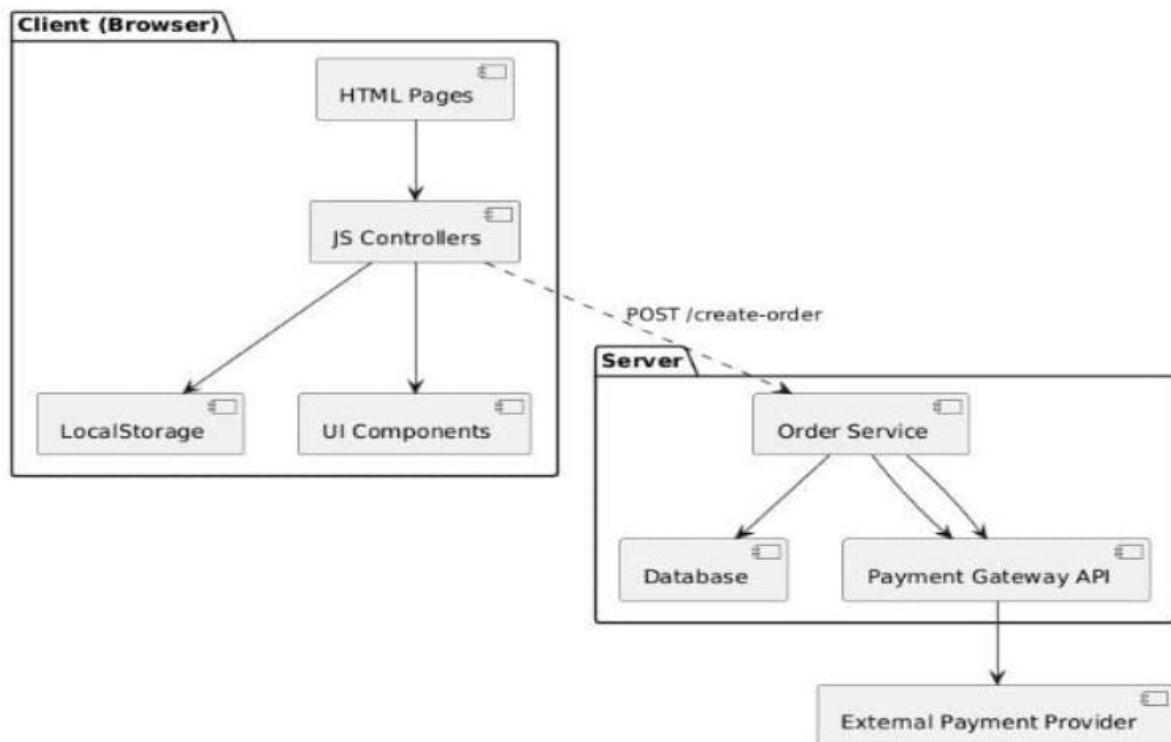 Client (Browser)
HTML Pages
JS Controllers
POST /create-order
Server
LocalStorage
UI Components
Order Service
Database
Payment Gateway API
External Payment Provider